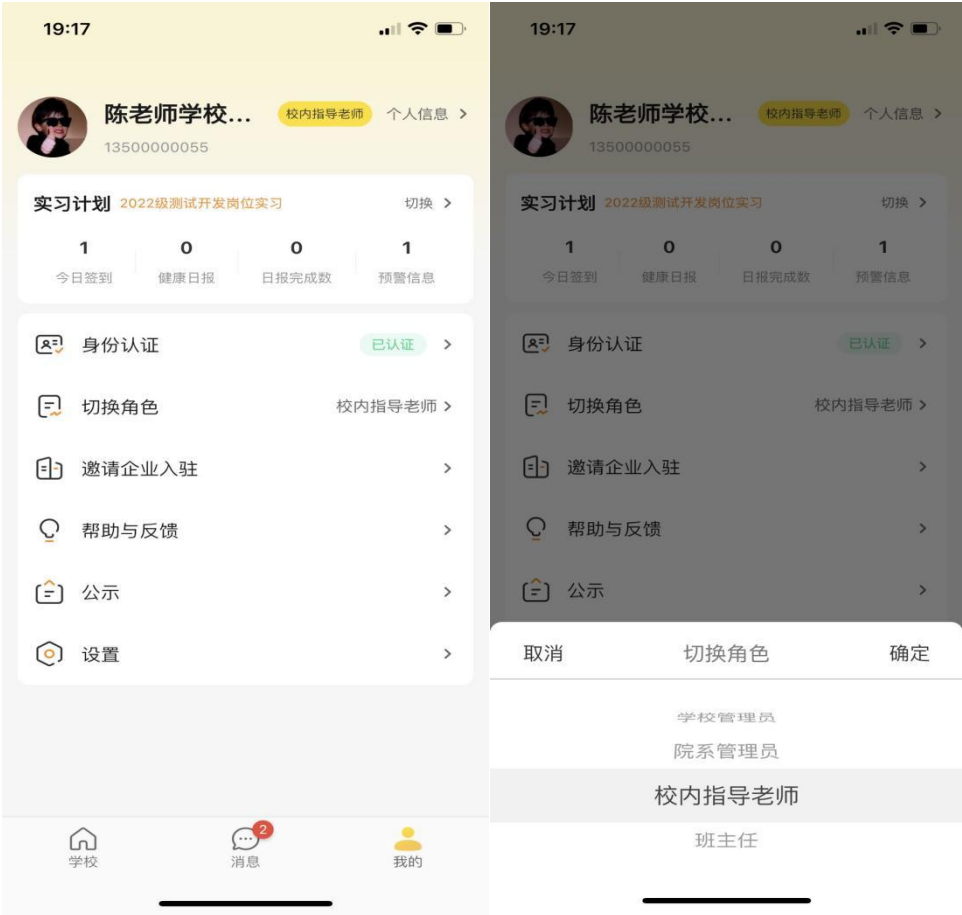 19:17
陈老师学校...
校内指导老师
个人信息
13500000055
实习计划 2022级测试开发岗位实习
切换
1 0 0 1
今日签到 健康日报 日报完成数 预警信息
身份认证
已认证
切换角色
校内指导老师
邀请企业入驻
帮助与反馈
公示
设置
学校
2
消息
我的
19:17
陈老师学校...
校内指导老师
个人信息
13500000055
实习计划 2022级测试开发岗位实习
切换
1 0 0 1
今日签到 健康日报 日报完成数 预警信息
身份认证
已认证
切换角色
校内指导老师
邀请企业入驻
帮助与反馈
公示
取消 切换角色 确定
学校管理员
院系管理员
校内指导老师
班主任